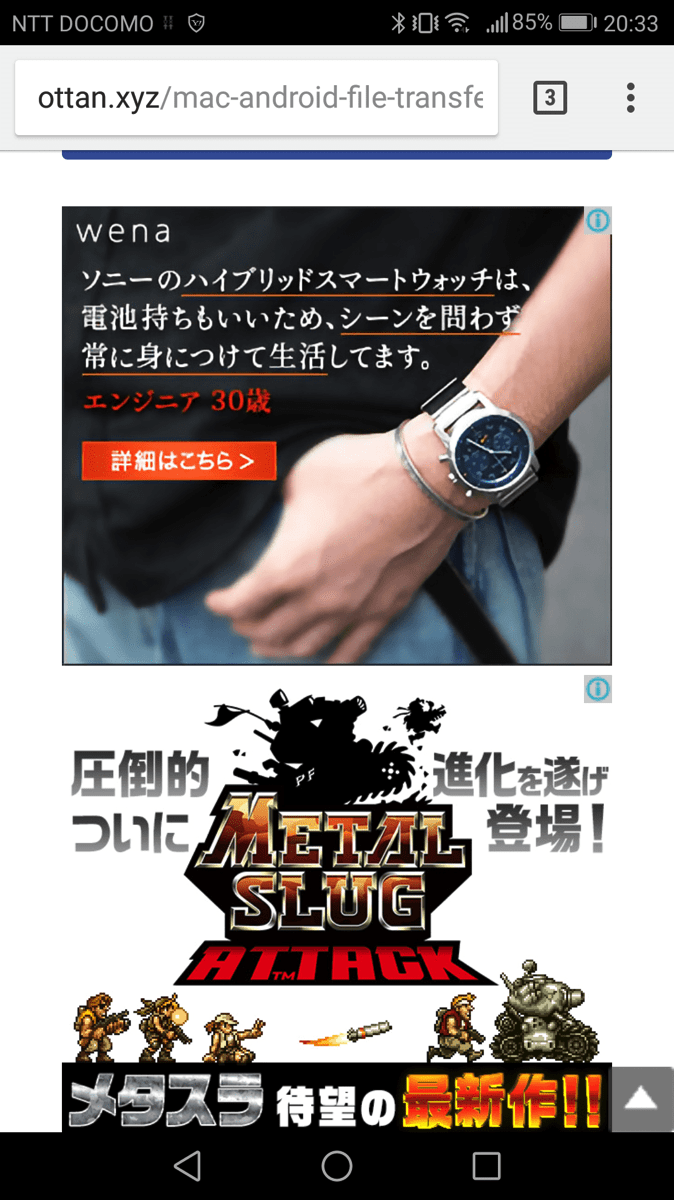 NTT DOCOMO 85% 20:33
ottan.xyz/mac-android-file-transfe
3
wena
ソニーのハイブリッドスマートウォッチは、
電池持ちもいいため、シーンを問わず
常に身につけて生活してます。
エンジニア 30歳
詳細はこちら >
圧倒的
進化を遂げ
ついに
登場!
PF
METAL
SLUG
ATTACK
TM
メタスラ 待望の最新作!!